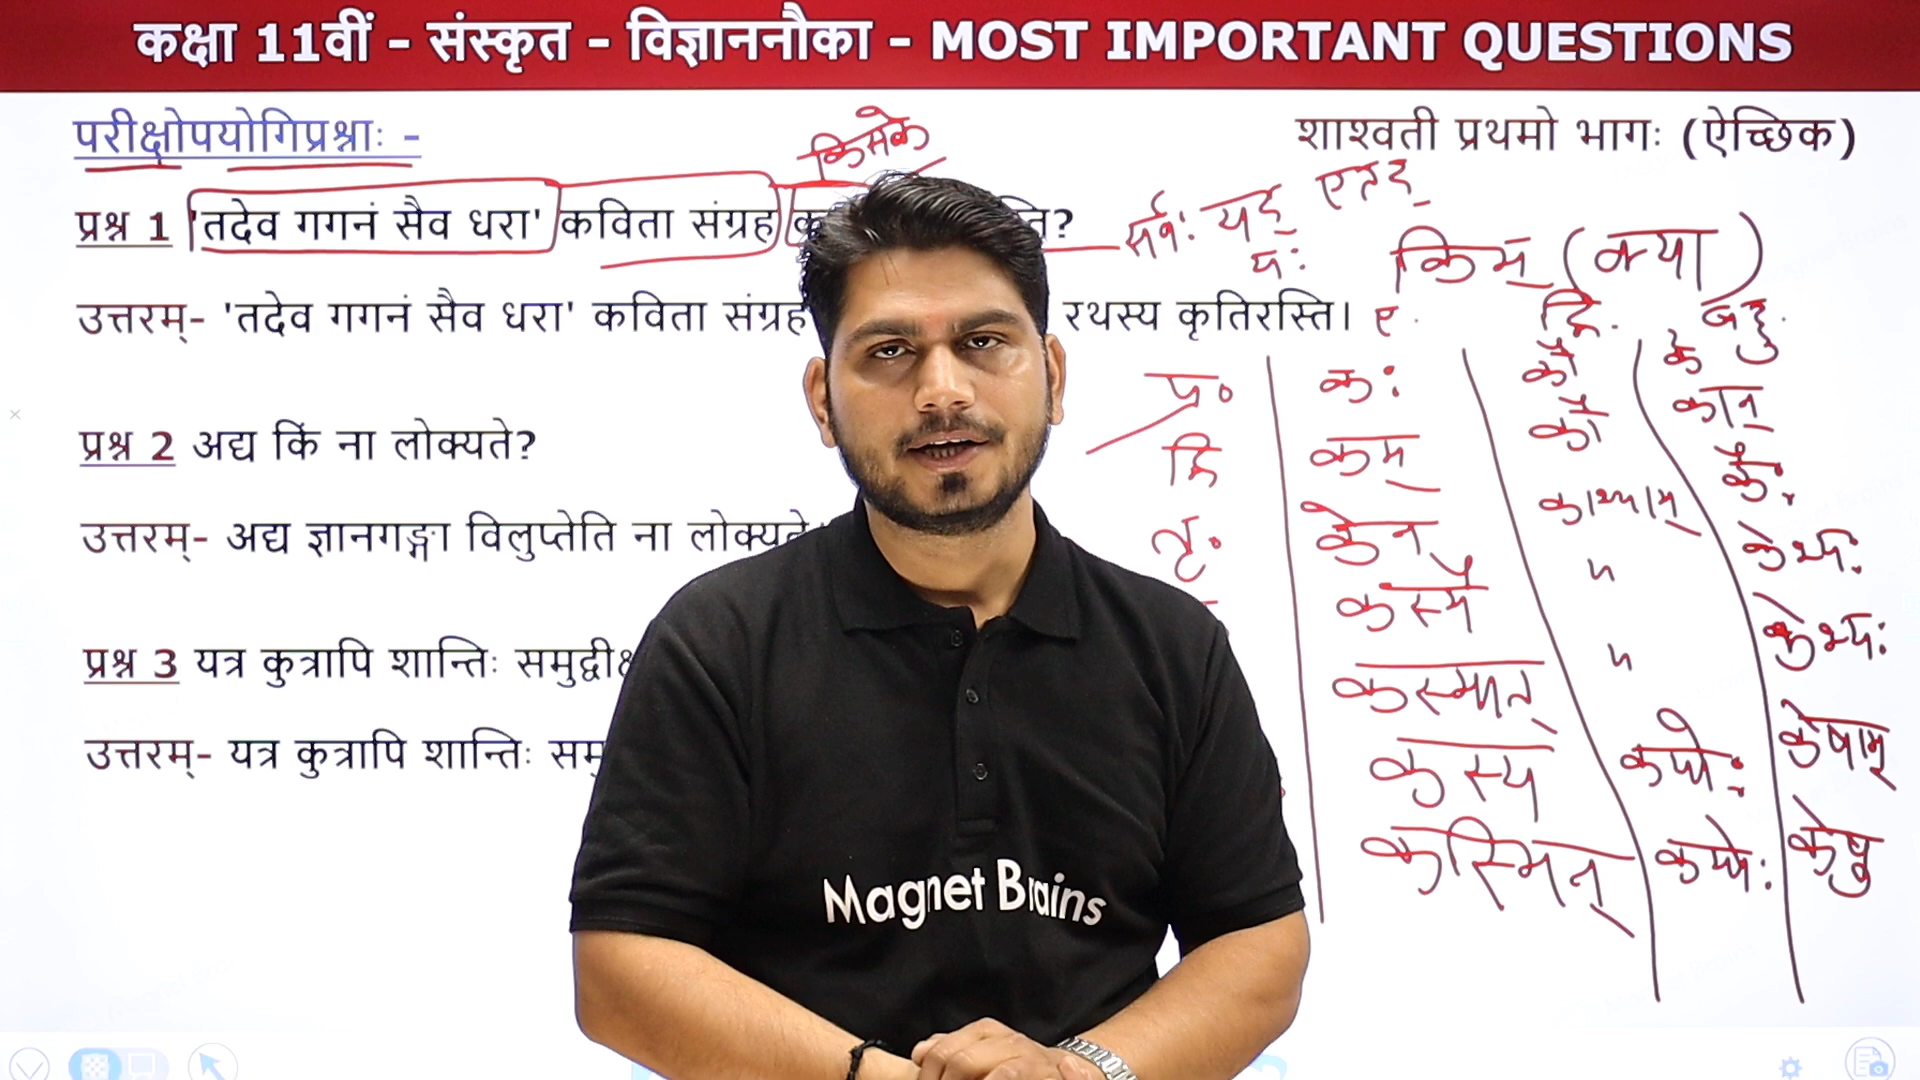 कक्षा 11वीं - संस्कृत - विज्ञाननौका - MOST IMPORTANT QUESTIONS
परीक्षोपयोगिप्रश्नाः -
शाश्वती प्रथमो भागः (ऐच्छिक)
किसके
प्रश्न 1 'तदेव गगनं सैव धरा' कविता संग्रह
ति?
सर्वः यद् एतद्
यः
किम् (क्या)
उत्तरम्- 'तदेव गगनं सैव धरा' कविता संग्रह
रथस्य कृतिरस्ति।
ए. द्वि. बहु.
प्र० कः कौ के
प्रश्न 2 अद्य किं ना लोक्यते?
द्वि कम् कौ कान्
उत्तरम्- अद्य ज्ञानगङ्गा विलुप्तेति ना लोक्यते।
तृ० केन काभ्याम् कैः
कस्मै " केभ्यः
प्रश्न 3 यत्र कुत्रापि शान्तिः समुद्वीक्ष
कस्मात् " केभ्यः
उत्तरम्- यत्र कुत्रापि शान्तिः समु
कस्य कयोः केषाम्
कस्मिन् कयोः केषु
Magnet Brains